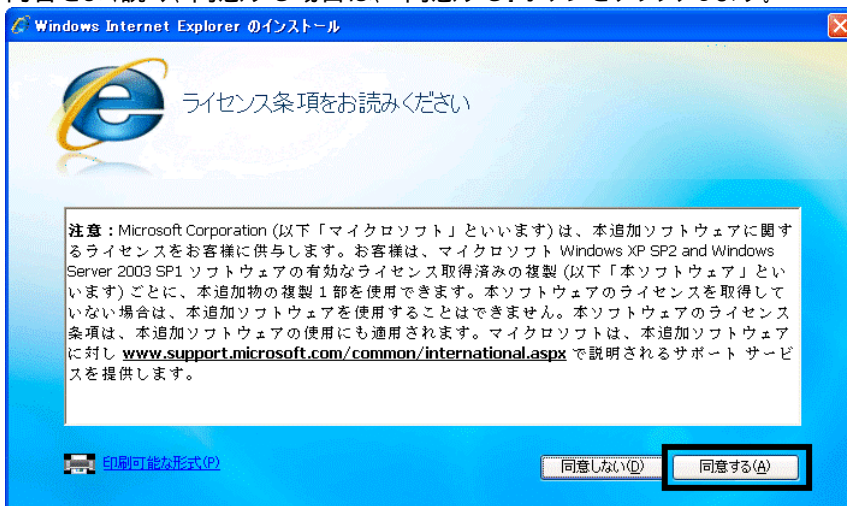 Windows Internet Explorer のインストール
ライセンス条項をお読みください
注意：Microsoft Corporation (以下「マイクロソフト」といいます) は、本追加ソフトウェアに関す
るライセンスをお客様に供与します。お客様は、マイクロソフト Windows XP SP2 and Windows
Server 2003 SP1 ソフトウェアの有効なライセンス取得済みの複製 (以下「本ソフトウェア」とい
います) ごとに、本追加物の複製 1 部を使用できます。本ソフトウェアのライセンスを取得して
いない場合は、本追加ソフトウェアを使用することはできません。本ソフトウェアのライセンス
条項は、本追加ソフトウェアの使用にも適用されます。マイクロソフトは、本追加ソフトウェア
に対し www.support.microsoft.com/common/international.aspx で説明されるサポート サービ
スを提供します。
印刷可能な形式(P)
同意しない(D)
同意する(A)